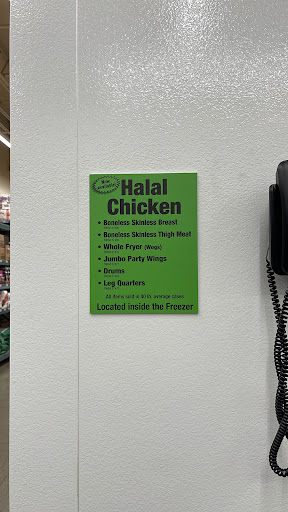 Now Available!
Halal
Chicken
• Boneless Skinless Breast
• Boneless Skinless Thigh Meat
• Whole Fryer (Wogs)
• Jumbo Party Wings
• Drums
• Leg Quarters
All items sold in 40 lb. average cases
Located inside the Freezer